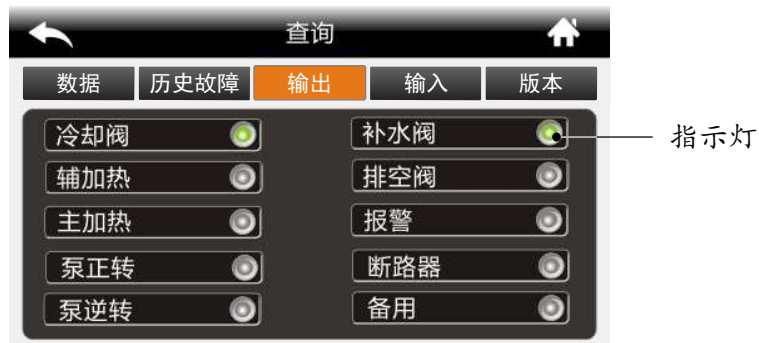 查询
数据 历史故障 输出 输入 版本
冷却阀 补水阀 指示灯
辅加热 排空阀
主加热 报警
泵正转 断路器
泵逆转 备用